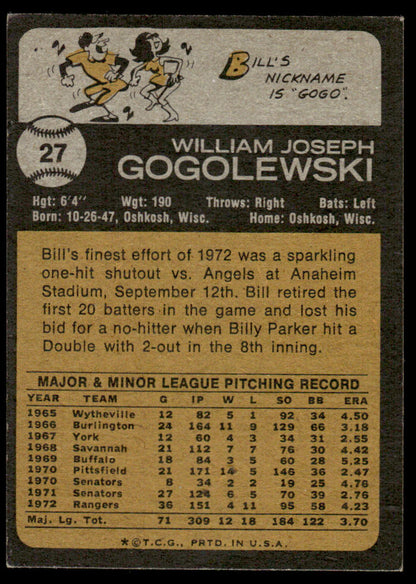 BILL'S
NICKNAME
IS "GOGO".
27
WILLIAM JOSEPH
GOGOLEWSKI
Hgt: 6'4" Wgt: 190 Throws: Right Bats: Left
Born: 10-26-47, Oshkosh, Wisc. Home: Oshkosh, Wisc.
Bill's finest effort of 1972 was a sparkling
one-hit shutout vs. Angels at Anaheim
Stadium, September 12th. Bill retired the
first 20 batters in the game and lost his
bid for a no-hitter when Billy Parker hit a
Double with 2-out in the 8th inning.
MAJOR & MINOR LEAGUE PITCHING RECORD
YEAR TEAM G IP W L SO BB ERA
1965 Wytheville 12 82 5 1 92 34 4.50
1966 Burlington 24 164 11 9 129 66 3.18
1967 York 12 60 4 3 34 31 2.55
1968 Savannah 21 112 7 7 76 30 4.42
1969 Buffalo 18 84 3 5 60 28 5.25
1970 Pittsfield 21 171 14 5 146 36 2.47
1970 Senators 8 34 2 2 19 25 4.76
1971 Senators 27 124 6 5 70 39 2.76
1972 Rangers 36 151 4 11 95 58 4.23
Maj. Lg. Tot. 71 309 12 18 184 122 3.70
*©T.C.G., PRTD. IN U.S.A.